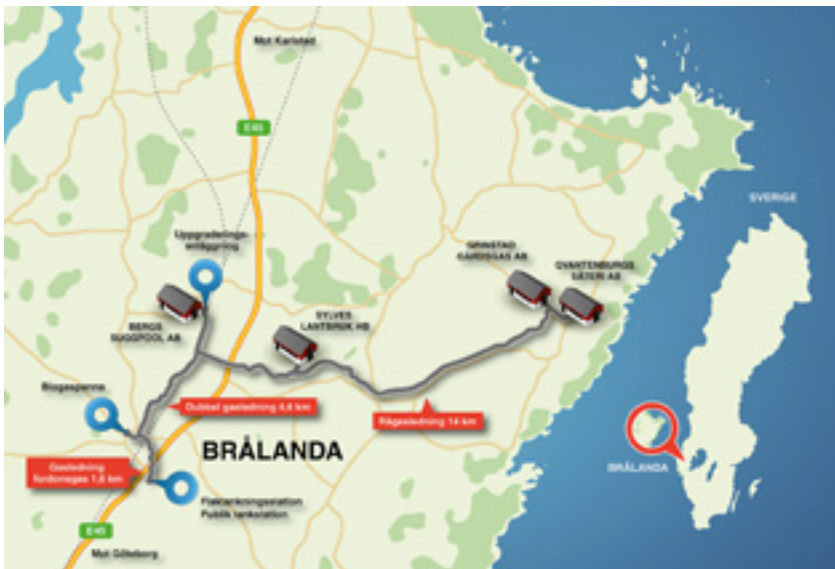 Mot Karlstad
E45
SVERIGE
Uppgraderings-
anläggning
GRINSTAD
GÅRDSGAS AB
QVANTENBURGS
SÄTERI AB
BERGS
SUGGPOOL AB
SYLVES
LANTBRUK HB
Biogaspanna
Dubbel gasledning 4,4 km
Rågasledning 14 km
BRÅLANDA
BRÅLANDA
Gasledning
fordonsgas 1,8 km
Flaktankningsstation
Publik tankstation
E45
Mot Göteborg